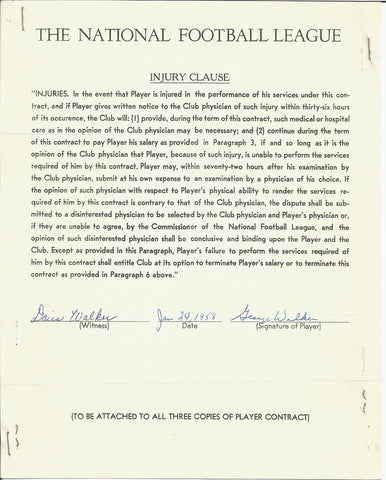 THE NATIONAL FOOTBALL LEAGUE
INJURY CLAUSE
"INJURIES. In the event that Player is injured in the performance of his services under this con-
tract, and if Player gives written notice to the Club physician of such injury within thirty-six hours
of its occurence, the Club will: (1) provide, during the term of this contract, such medical or hospital
care as in the opinion of the Club physician may be necessary; and (2) continue during the term
of this contract to pay Player his salary as provided in Paragraph 3, if and so long as it is the
opinion of the Club physician that Player, because of such injury, is unable to perform the services
required of him by this contract. Player may, within seventy-two hours after his examination by
the Club physician, submit at his own expense to an examination by a physician of his choice. If
the opinion of such physician with respect to Player's physical ability to render the services re-
quired of him by this contract is contrary to that of the Club physician, the dispute shall be sub-
mitted to a disinterested physician to be selected by the Club physician and Player's physician or,
if they are unable to agree, by the Commissioner of the National Football League, and the
opinion of such disinterested physician shall be conclusive and binding upon the Player and the
Club. Except as provided in this Paragraph, Player's failure to perform the services required of
him by this contract shall entitle Club at its option to terminate Player's salary or to terminate this
contract as provided in Paragraph 6 above."
Doris Walker Jan 24, 1958 George Walker
(Witness) Date (Signature of Player)
(TO BE ATTACHED TO ALL THREE COPIES OF PLAYER CONTRACT)